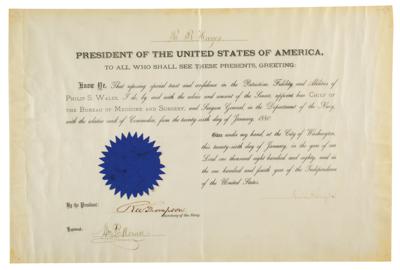 R B Hayes
PRESIDENT OF THE UNITED STATES OF AMERICA,
TO ALL WHO SHALL SEE THESE PRESENTS, GREETING:
Know Ye, That reposing special trust and confidence in the Patriotism, Fidelity and Abilities of
PHILIP S. WALES, I do, by and with the advice and consent of the Senate, appoint him CHIEF OF
THE BUREAU OF MEDICINE AND SURGERY, and Surgeon General, in the Department of the Navy,
with the relative rank of Commodore, from the twenty-sixth day of January, 1880.
Given under my hand, at the City of Washington,
this twenty-sixth day of January, in the year of our
Lord one thousand eight hundred and eighty, and in
the one hundred and fourth year of the Independence
of the United States.
By the President:
R W Thompson
Secretary of the Navy.